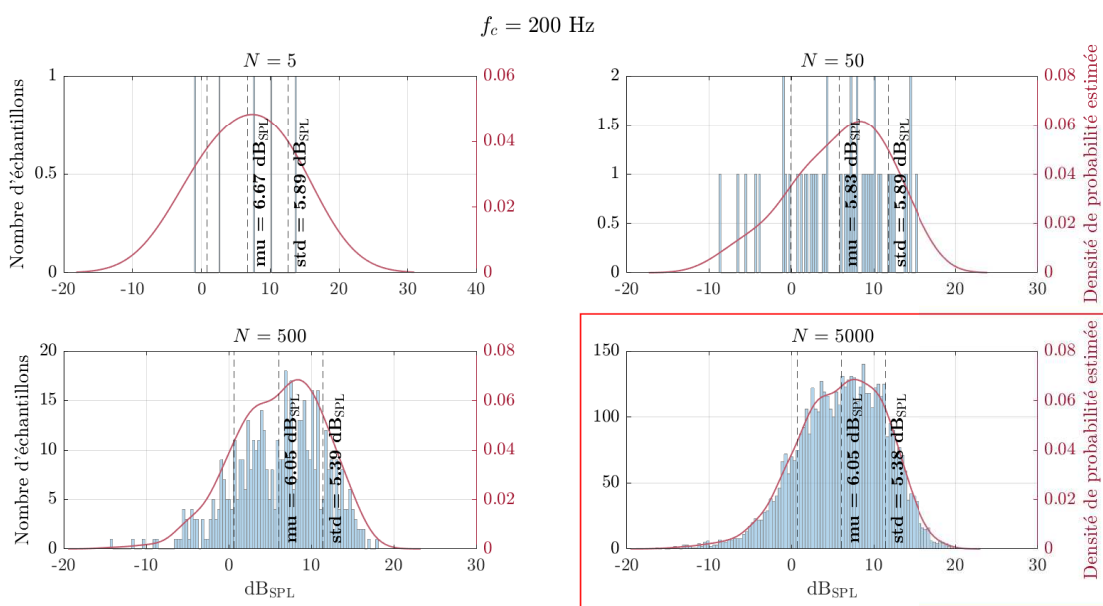 f_c = 200 Hz
N = 5
Nombre d'échantillons
1
0.5
0
0.06
0.04
0.02
0
-20 -10 0 10 20 30 40
mu = 6.67 dB_SPL
std = 5.89 dB_SPL
N = 50
2
1.5
1
0.5
0
0.08
0.06
0.04
0.02
0
Densité de probabilité estimée
-20 -10 0 10 20 30
mu = 5.83 dB_SPL
std = 5.89 dB_SPL
N = 500
Nombre d'échantillons
20
15
10
5
0
0.08
0.06
0.04
0.02
0
-20 -10 0 10 20 30
dB_SPL
mu = 6.05 dB_SPL
std = 5.39 dB_SPL
N = 5000
150
100
50
0
0.08
0.06
0.04
0.02
0
Densité de probabilité estimée
-20 -10 0 10 20 30
dB_SPL
mu = 6.05 dB_SPL
std = 5.38 dB_SPL